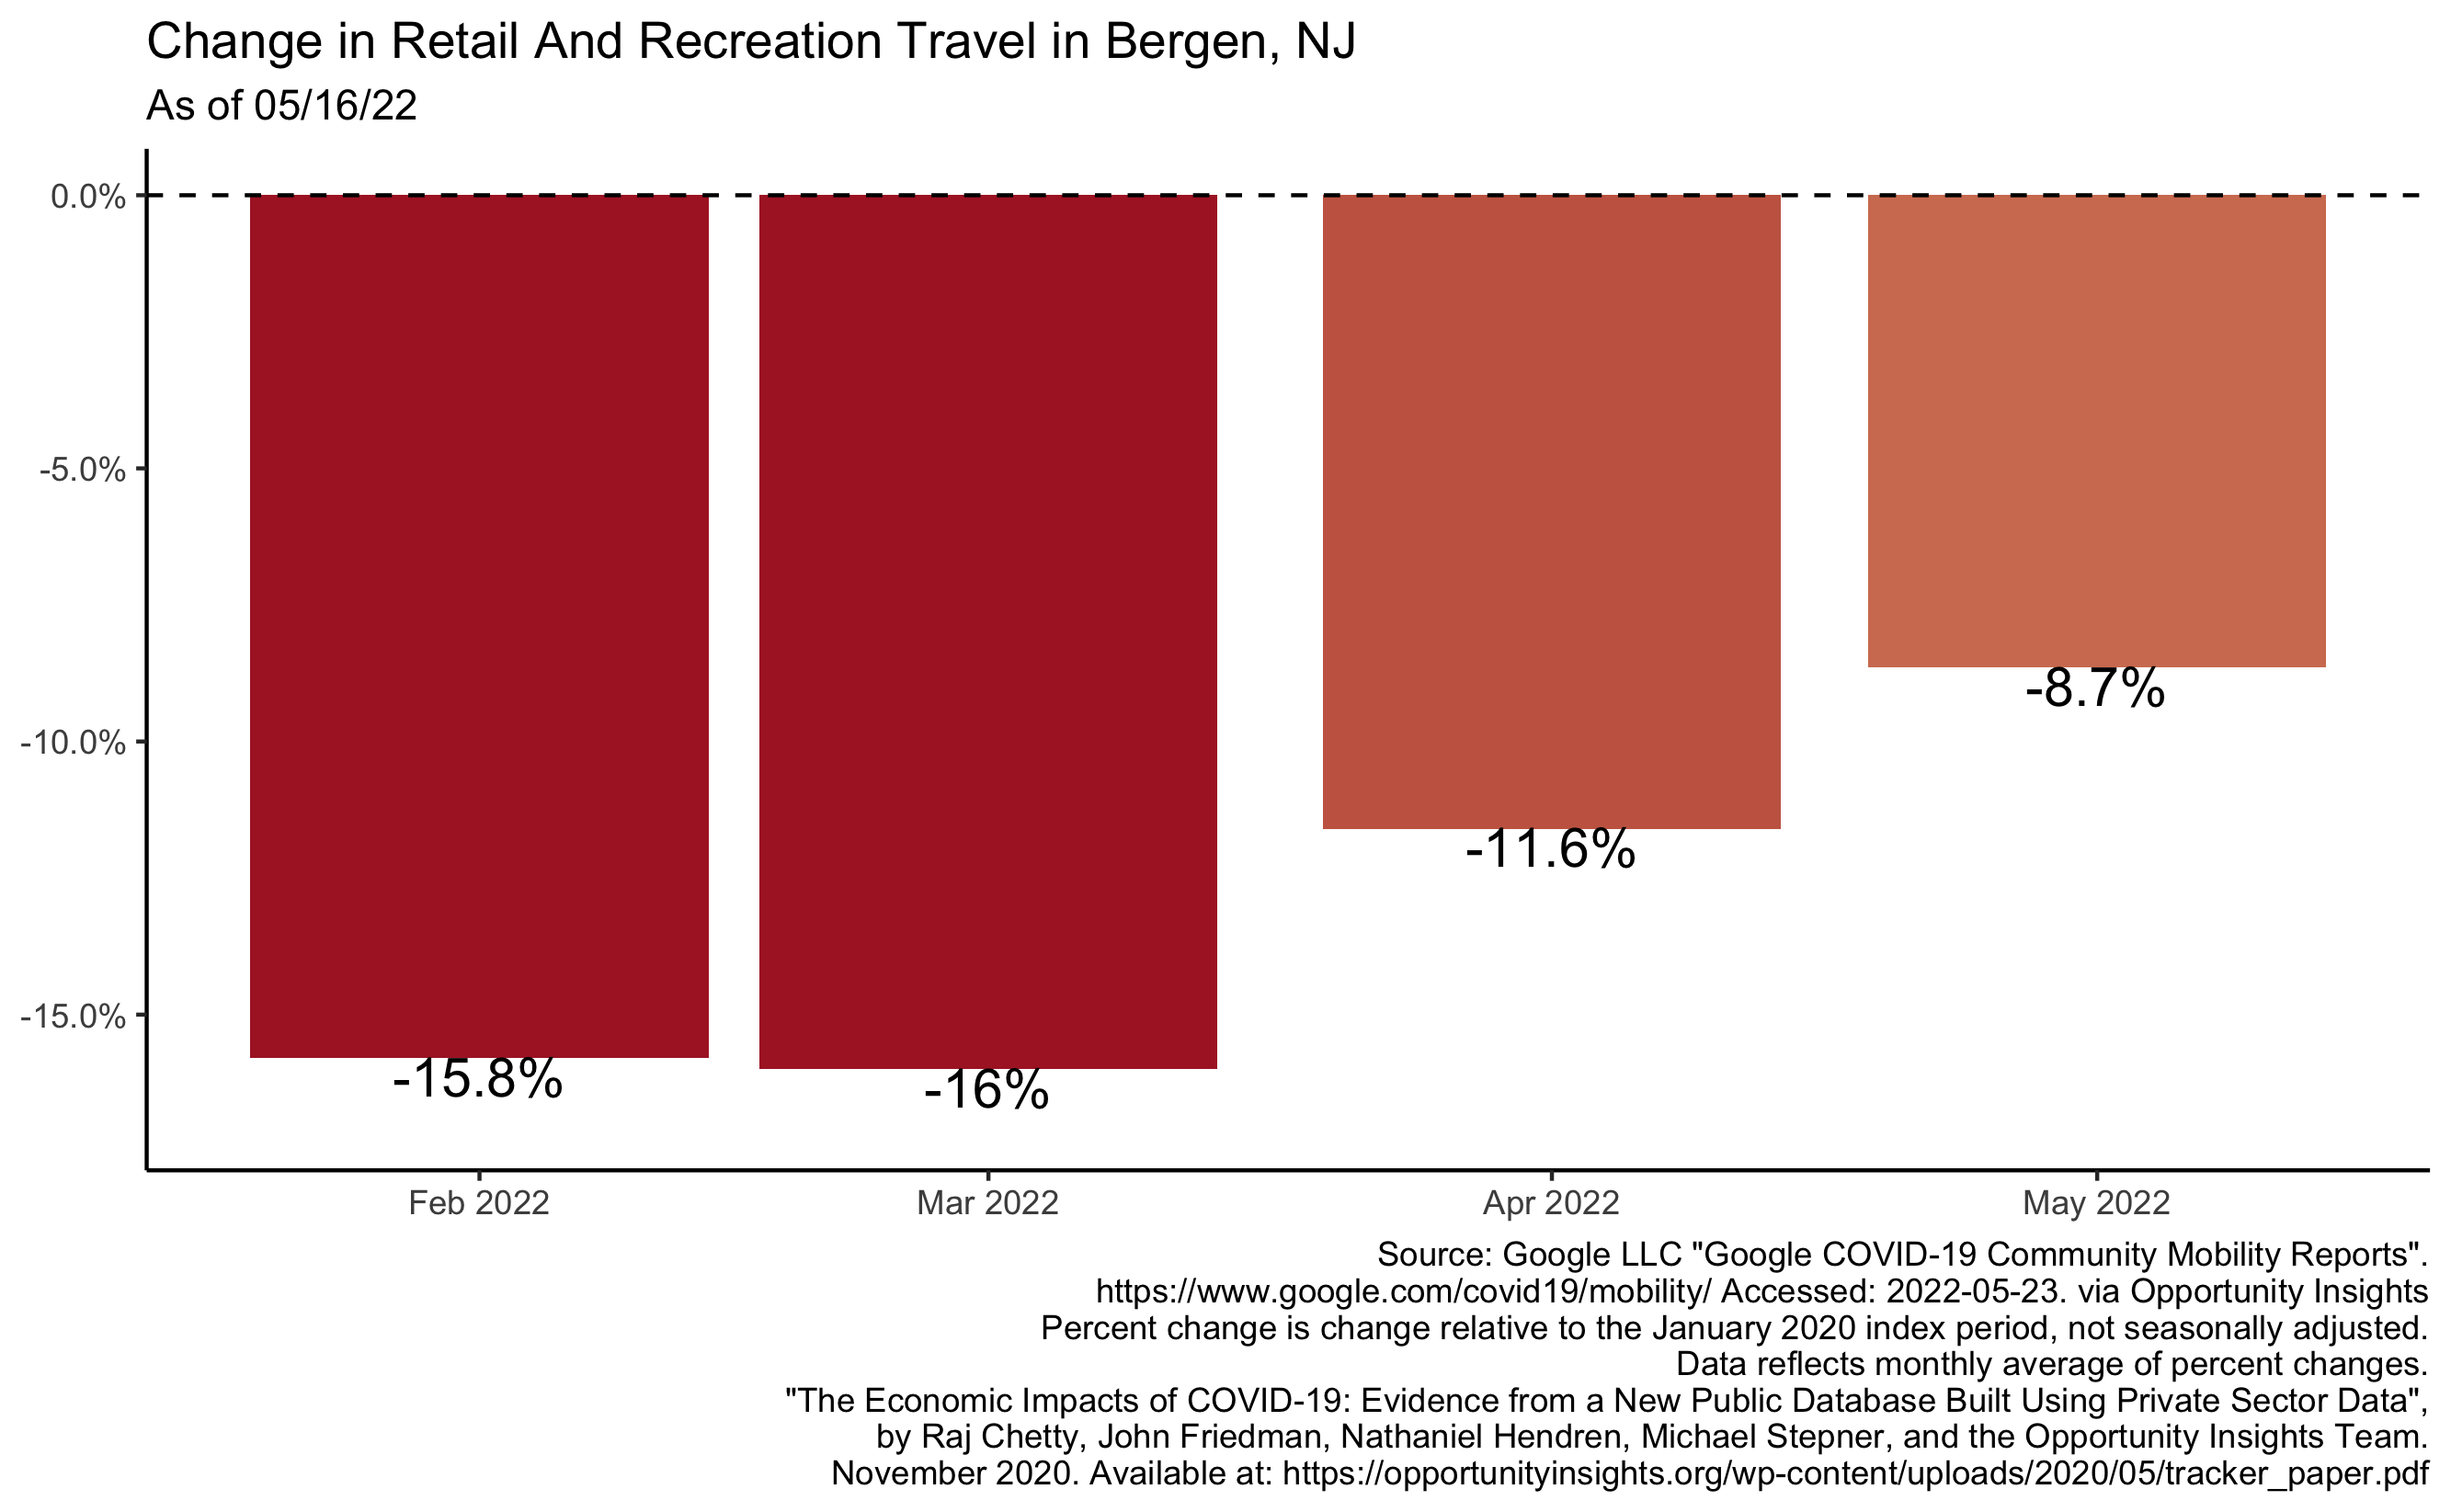 Change in Retail And Recreation Travel in Bergen, NJ
As of 05/16/22
0.0%
-5.0%
-10.0%
-15.0%
-15.8%
-16%
-11.6%
-8.7%
Feb 2022
Mar 2022
Apr 2022
May 2022
Source: Google LLC "Google COVID-19 Community Mobility Reports".
https://www.google.com/covid19/mobility/ Accessed: 2022-05-23. via Opportunity Insights
Percent change is change relative to the January 2020 index period, not seasonally adjusted.
Data reflects monthly average of percent changes.
"The Economic Impacts of COVID-19: Evidence from a New Public Database Built Using Private Sector Data",
by Raj Chetty, John Friedman, Nathaniel Hendren, Michael Stepner, and the Opportunity Insights Team.
November 2020. Available at: https://opportunityinsights.org/wp-content/uploads/2020/05/tracker_paper.pdf